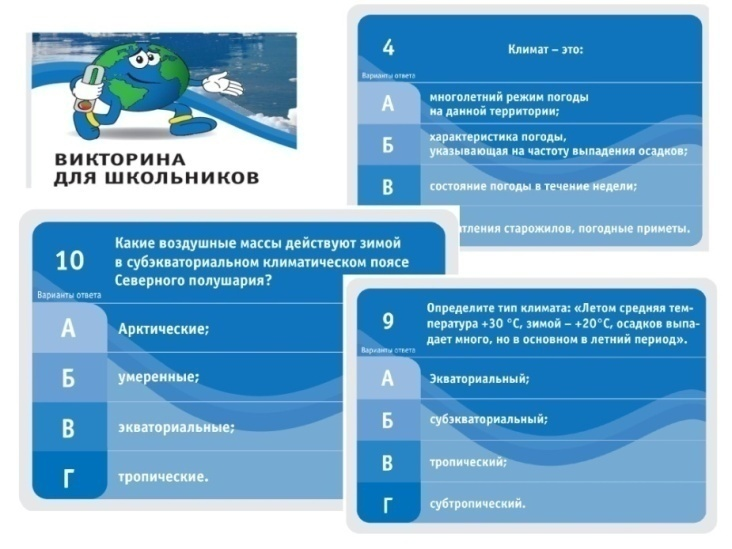 ВИКТОРИНА
ДЛЯ ШКОЛЬНИКОВ
4
Климат – это:
Варианты ответа
А
многолетний режим погоды
на данной территории;
Б
характеристика погоды,
указывающая на частоту выпадения осадков;
В
состояние погоды в течение недели;
старожилов, погодные приметы.
10
Какие воздушные массы действуют зимой
в субэкваториальном климатическом поясе
Северного полушария?
Варианты ответа
А
Арктические;
Б
умеренные;
В
экваториальные;
Г
тропические.
9
Определите тип климата: «Летом средняя тем-
пература +30 °С, зимой – +20°С, осадков выпа-
дает много, но в основном в летний период».
Варианты ответа
А
Экваториальный;
Б
субэкваториальный;
В
тропический;
Г
субтропический.